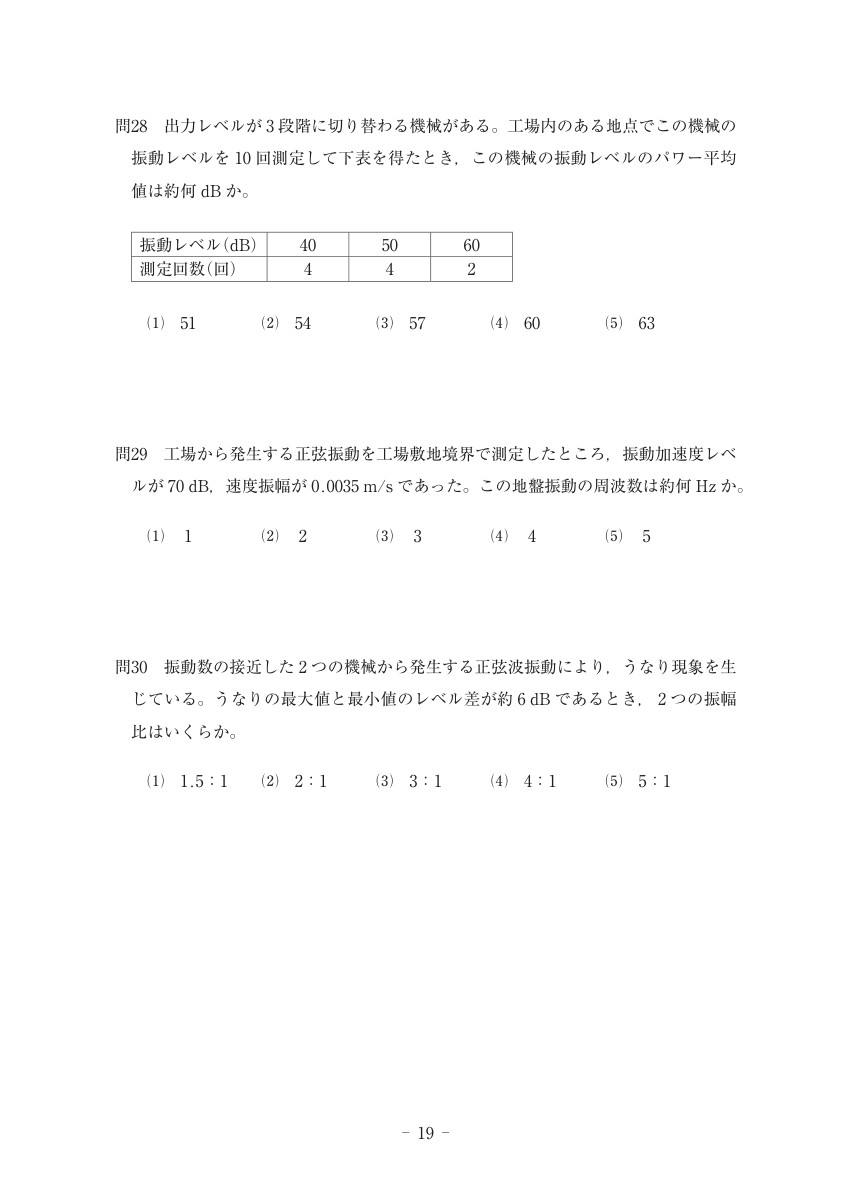 問28　出力レベルが 3 段階に切り替わる機械がある。工場内のある地点でこの機械の
振動レベルを 10 回測定して下表を得たとき，この機械の振動レベルのパワー平均
値は約何 dB か。
振動レベル(dB)　40　50　60
測定回数(回)　4　4　2
(1)　51　(2)　54　(3)　57　(4)　60　(5)　63
問29　工場から発生する正弦振動を工場敷地境界で測定したところ，振動加速度レベ
ルが 70 dB，速度振幅が 0.0035 m/s であった。この地盤振動の周波数は約何 Hz か。
(1)　1　(2)　2　(3)　3　(4)　4　(5)　5
問30　振動数の接近した 2 つの機械から発生する正弦波振動により，うなり現象を生
じている。うなりの最大値と最小値のレベル差が約 6 dB であるとき，2 つの振幅
比はいくらか。
(1)　1.5：1　(2)　2：1　(3)　3：1　(4)　4：1　(5)　5：1
－ 19 －